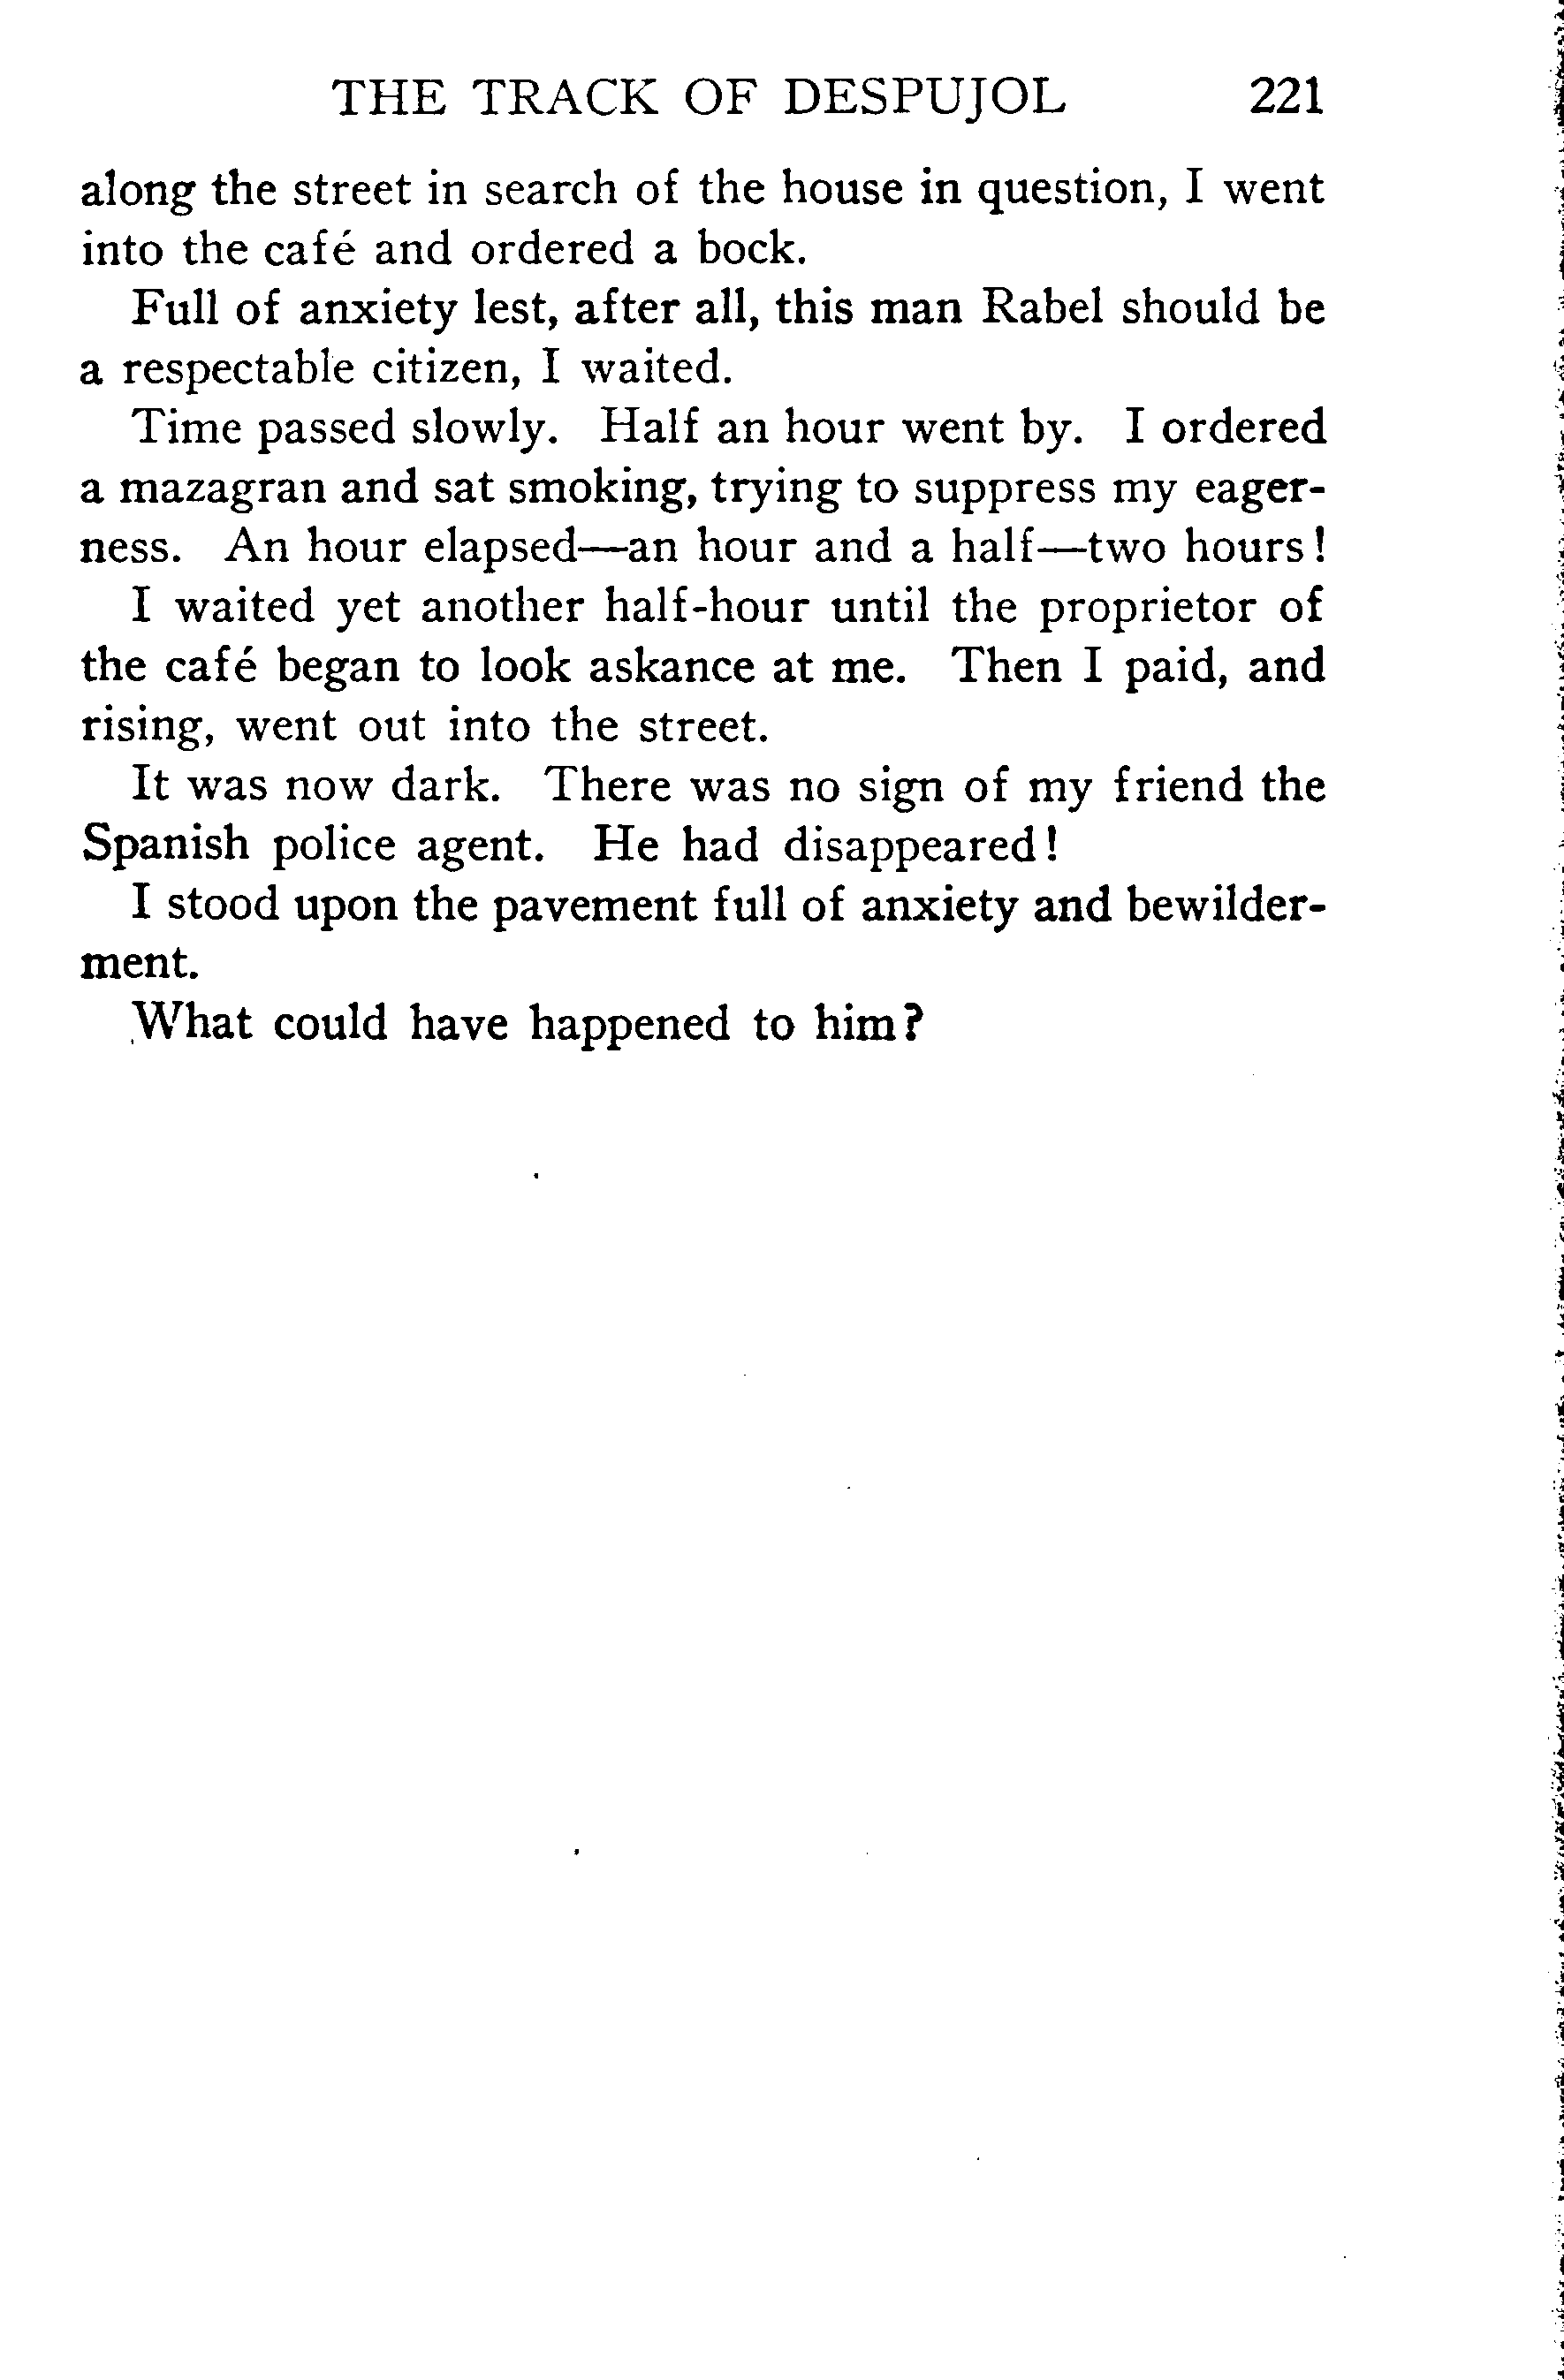 THE TRACK OF DESPUJOL 221
along the street in search of the house in question, I went
into the café and ordered a bock.
Full of anxiety lest, after all, this man Rabel should be
a respectable citizen, I waited.
Time passed slowly. Half an hour went by. I ordered
a mazagran and sat smoking, trying to suppress my eager-
ness. An hour elapsed—an hour and a half—two hours!
I waited yet another half-hour until the proprietor of
the café began to look askance at me. Then I paid, and
rising, went out into the street.
It was now dark. There was no sign of my friend the
Spanish police agent. He had disappeared!
I stood upon the pavement full of anxiety and bewilder-
ment.
What could have happened to him?